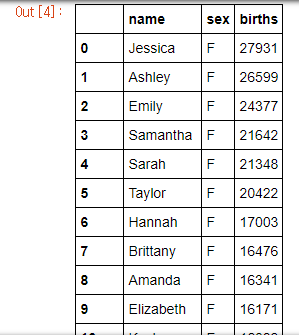 Out [4]:
name sex births
0 Jessica F 27931
1 Ashley F 26599
2 Emily F 24377
3 Samantha F 21642
4 Sarah F 21348
5 Taylor F 20422
6 Hannah F 17003
7 Brittany F 16476
8 Amanda F 16341
9 Elizabeth F 16171